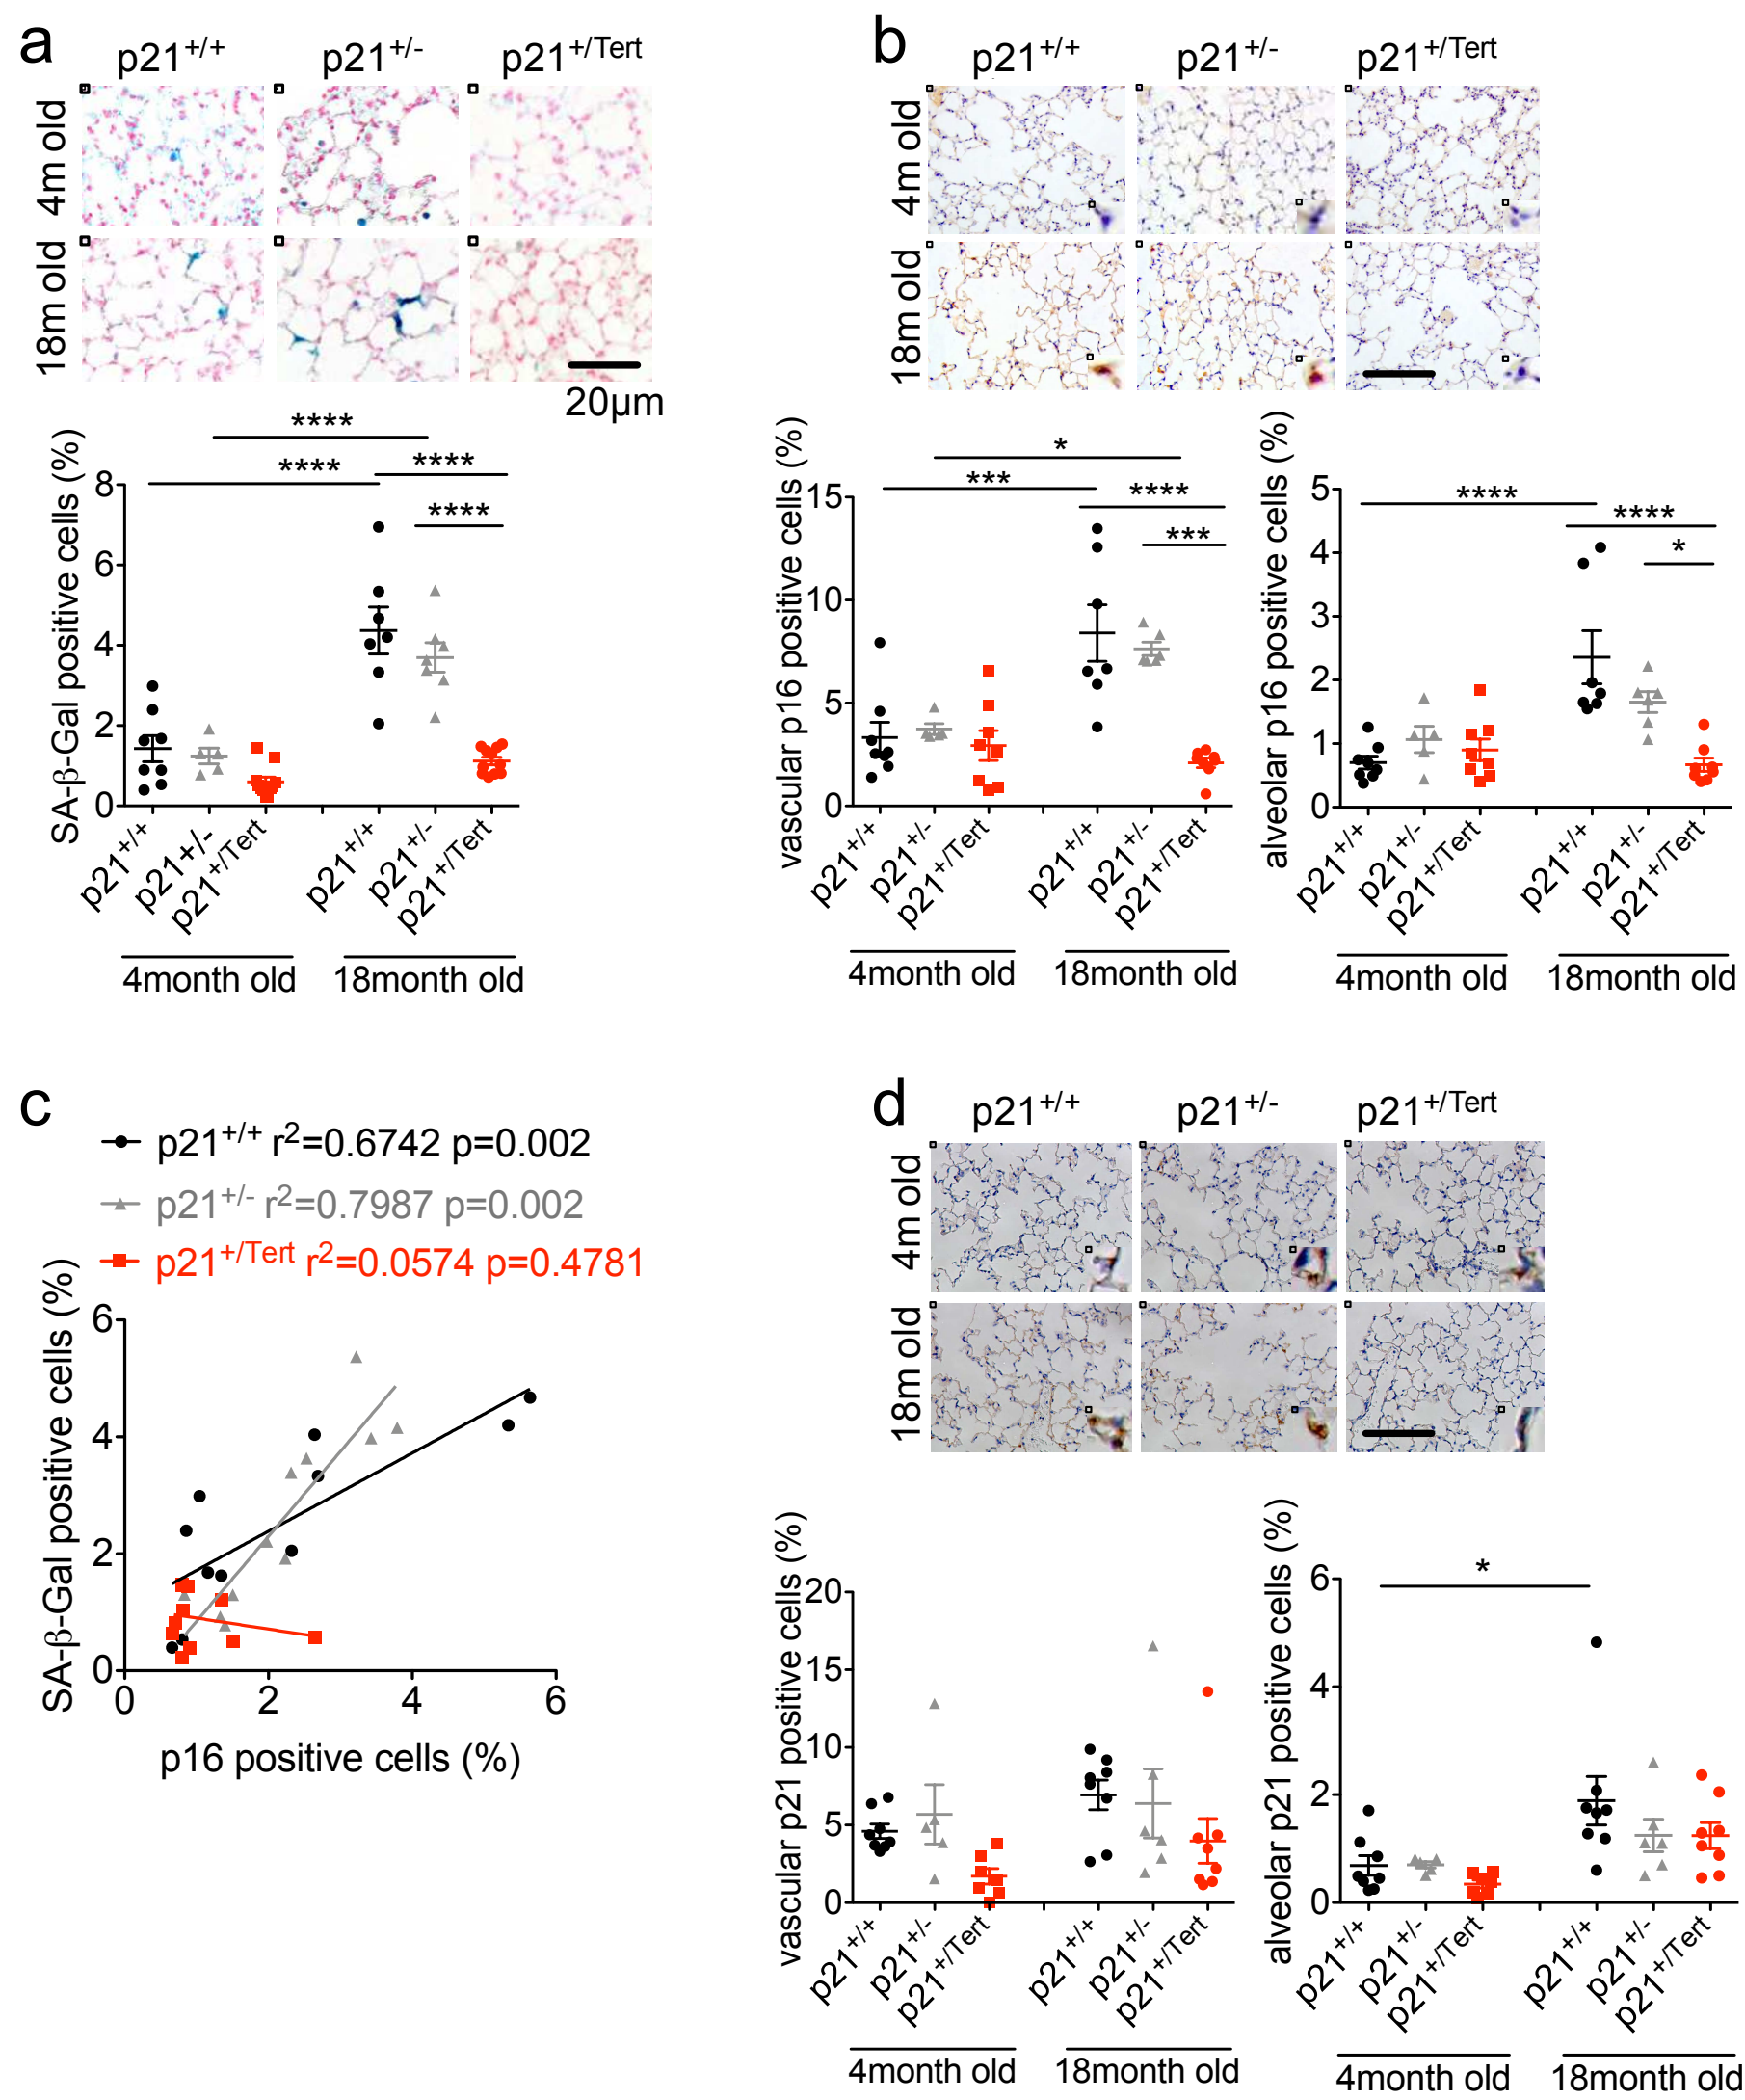 a
p21+/+ p21+/- p21+/Tert
4m old
18m old
20µm
SA-β-Gal positive cells (%)
**** 
**** ****
****
8
6
4
2
0
p21+/+ p21+/- p21+/Tert p21+/+ p21+/- p21+/Tert
4month old 18month old
b
p21+/+ p21+/- p21+/Tert
4m old
18m old
vascular p16 positive cells (%)
*
*** ****
***
15
10
5
0
p21+/+ p21+/- p21+/Tert p21+/+ p21+/- p21+/Tert
4month old 18month old
alveolar p16 positive cells (%)
**** ****
*
5
4
3
2
1
0
p21+/+ p21+/- p21+/Tert p21+/+ p21+/- p21+/Tert
4month old 18month old
c
p21+/+ r2=0.6742 p=0.002
p21+/- r2=0.7987 p=0.002
p21+/Tert r2=0.0574 p=0.4781
SA-β-Gal positive cells (%)
6
4
2
0
0 2 4 6
p16 positive cells (%)
d
p21+/+ p21+/- p21+/Tert
4m old
18m old
vascular p21 positive cells (%)
20
15
10
5
0
p21+/+ p21+/- p21+/Tert p21+/+ p21+/- p21+/Tert
4month old 18month old
alveolar p21 positive cells (%)
*
6
4
2
0
p21+/+ p21+/- p21+/Tert p21+/+ p21+/- p21+/Tert
4month old 18month old